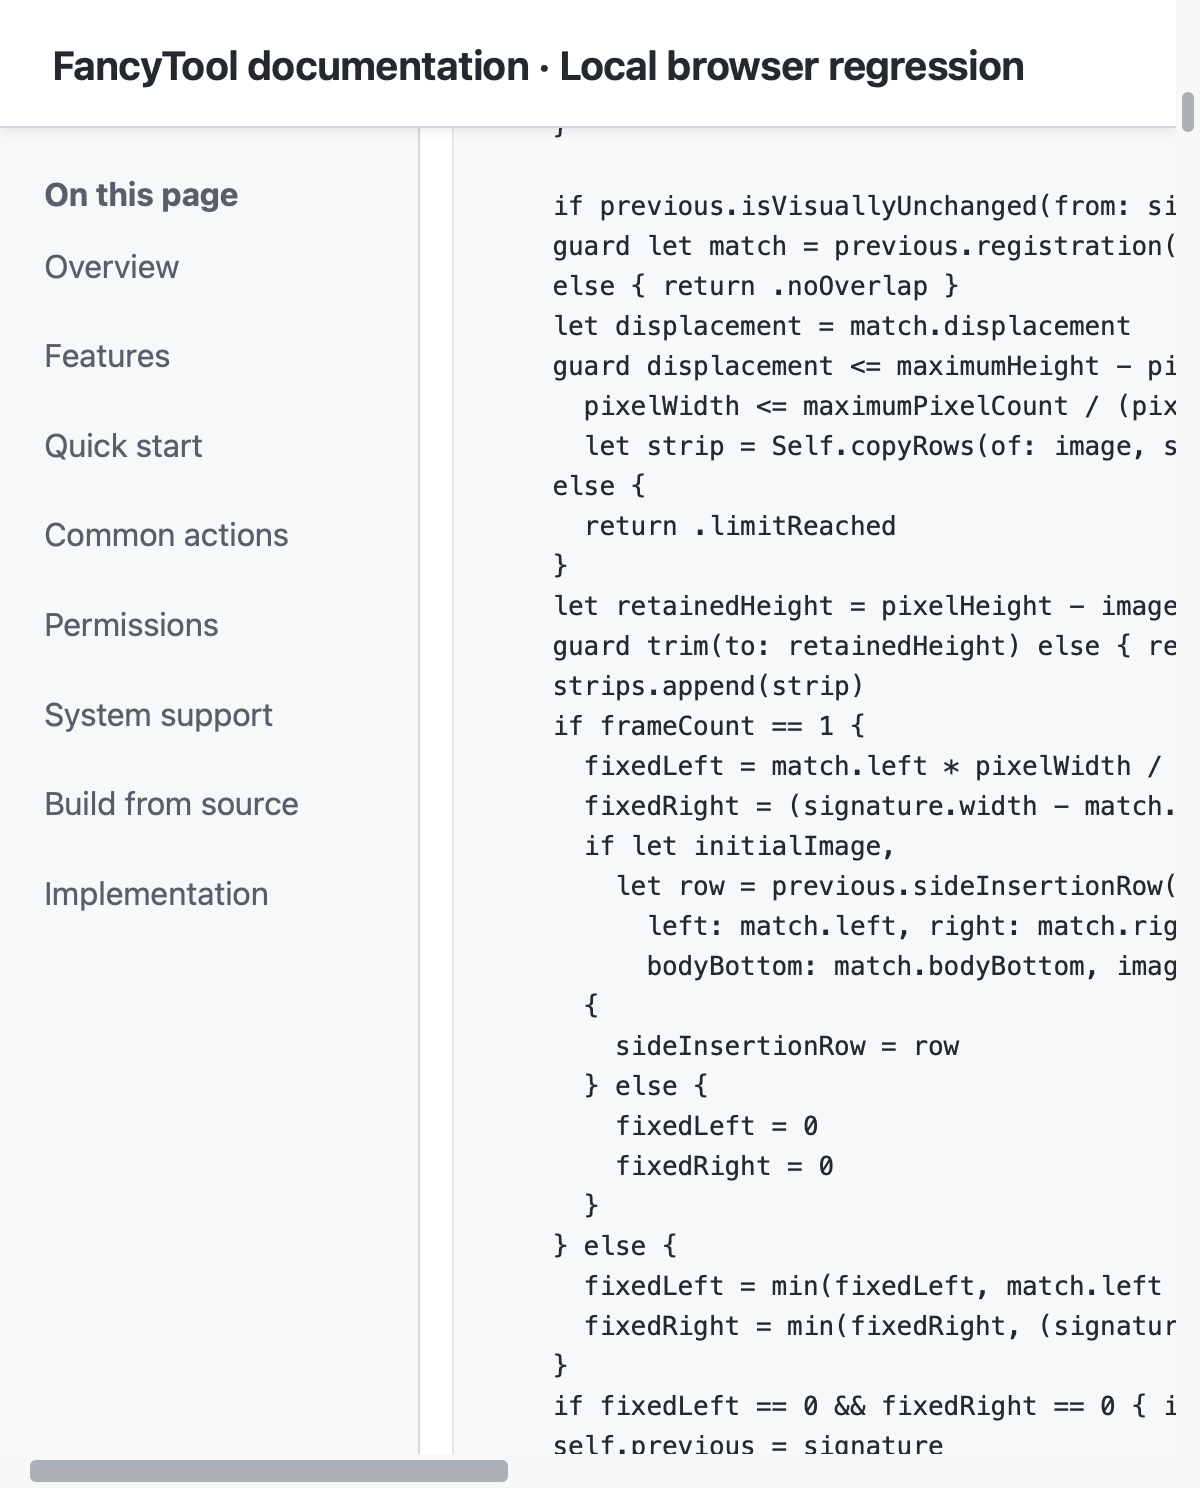 FancyTool documentation · Local browser regression
On this page
Overview
Features
Quick start
Common actions
Permissions
System support
Build from source
Implementation
}
if previous.isVisuallyUnchanged(from: si
guard let match = previous.registration(
else { return .noOverlap }
let displacement = match.displacement
guard displacement <= maximumHeight - pi
  pixelWidth <= maximumPixelCount / (pix
  let strip = Self.copyRows(of: image, s
else {
  return .limitReached
}
let retainedHeight = pixelHeight - image
guard trim(to: retainedHeight) else { re
strips.append(strip)
if frameCount == 1 {
  fixedLeft = match.left * pixelWidth /
  fixedRight = (signature.width - match.
  if let initialImage,
    let row = previous.sideInsertionRow(
      left: match.left, right: match.rig
      bodyBottom: match.bodyBottom, imag
  {
    sideInsertionRow = row
  } else {
    fixedLeft = 0
    fixedRight = 0
  }
} else {
  fixedLeft = min(fixedLeft, match.left
  fixedRight = min(fixedRight, (signatur
}
if fixedLeft == 0 && fixedRight == 0 { i
self.previous = signature